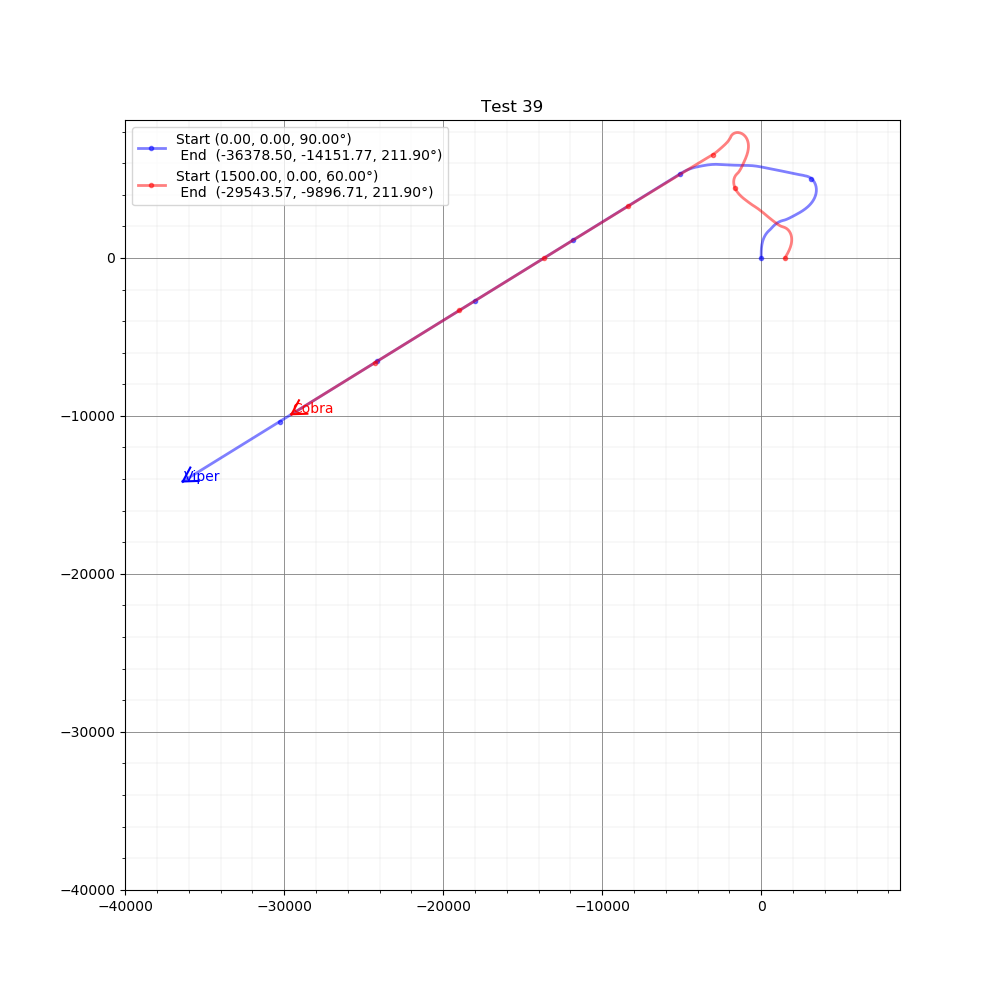 Test 39
Start (0.00, 0.00, 90.00°)
End (-36378.50, -14151.77, 211.90°)
Start (1500.00, 0.00, 60.00°)
End (-29543.57, -9896.71, 211.90°)
0
−10000
−20000
−30000
−40000
Cobra
Viper
−40000 −30000 −20000 −10000 0